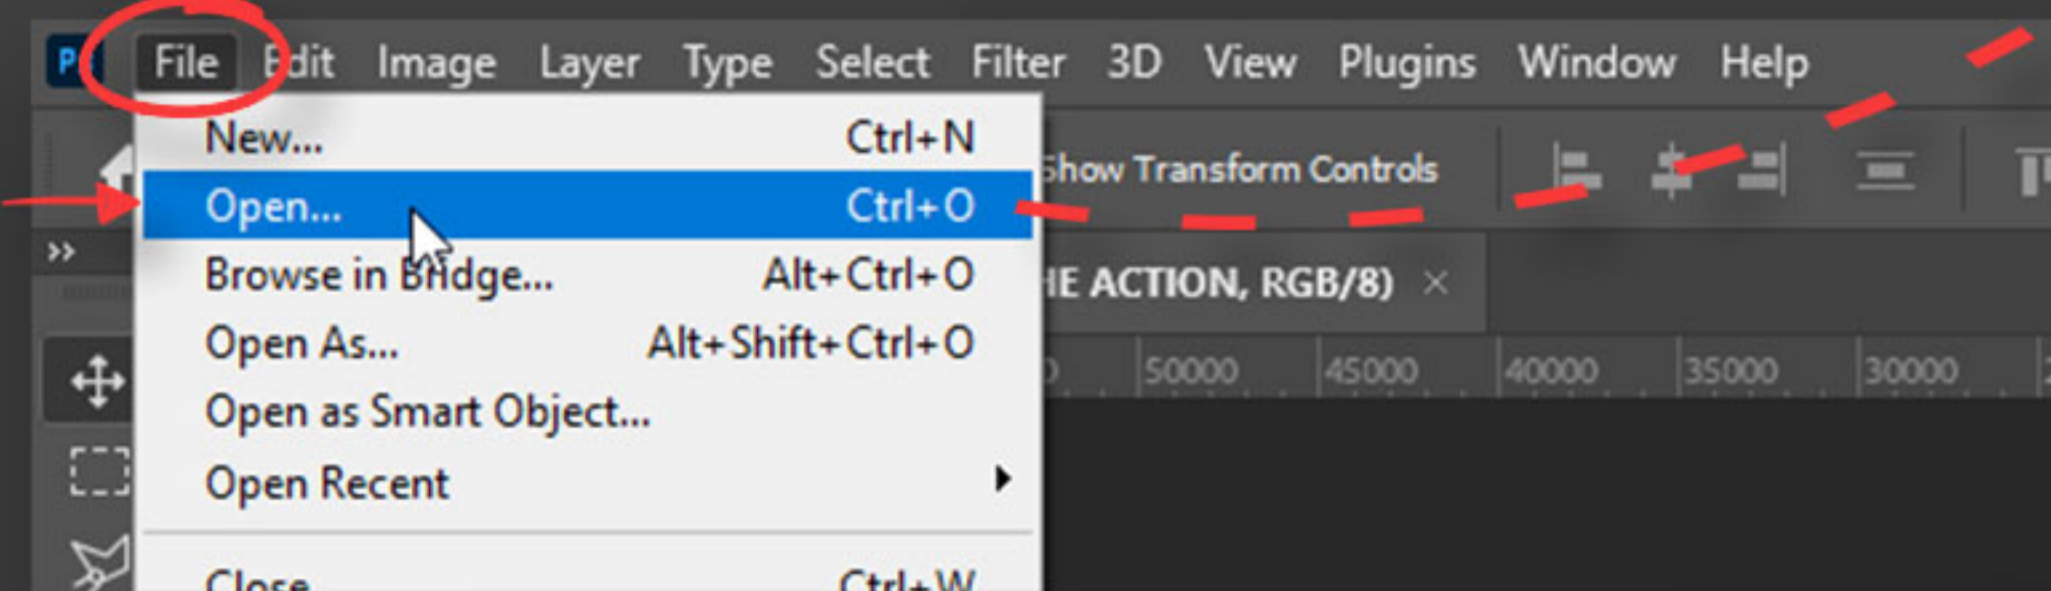 File Edit Image Layer Type Select Filter 3D View Plugins Window Help
New... Ctrl+N
Show Transform Controls
Open... Ctrl+O
Browse in Bridge... Alt+Ctrl+O
HE ACTION, RGB/8) ×
Open As... Alt+Shift+Ctrl+O
50000 45000 40000 35000 30000
Open as Smart Object...
Open Recent
Close Ctrl+W